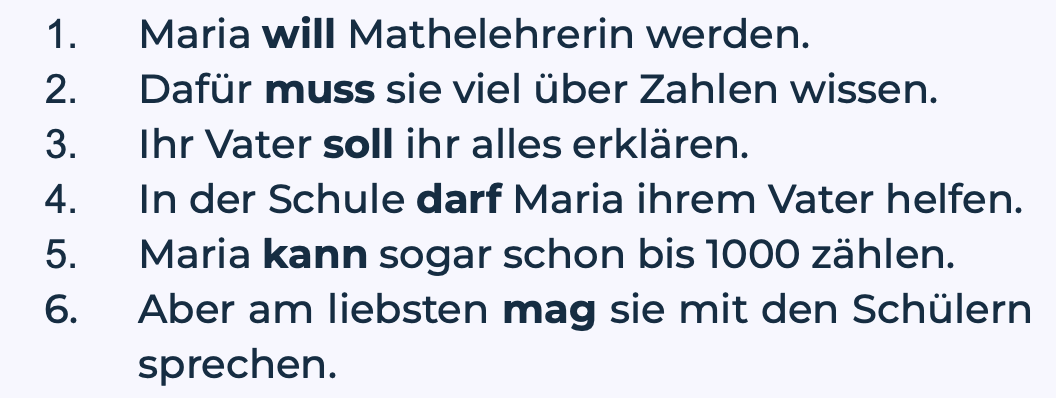 1. Maria will Mathelehrerin werden.
2. Dafür muss sie viel über Zahlen wissen.
3. Ihr Vater soll ihr alles erklären.
4. In der Schule darf Maria ihrem Vater helfen.
5. Maria kann sogar schon bis 1000 zählen.
6. Aber am liebsten mag sie mit den Schülern
sprechen.